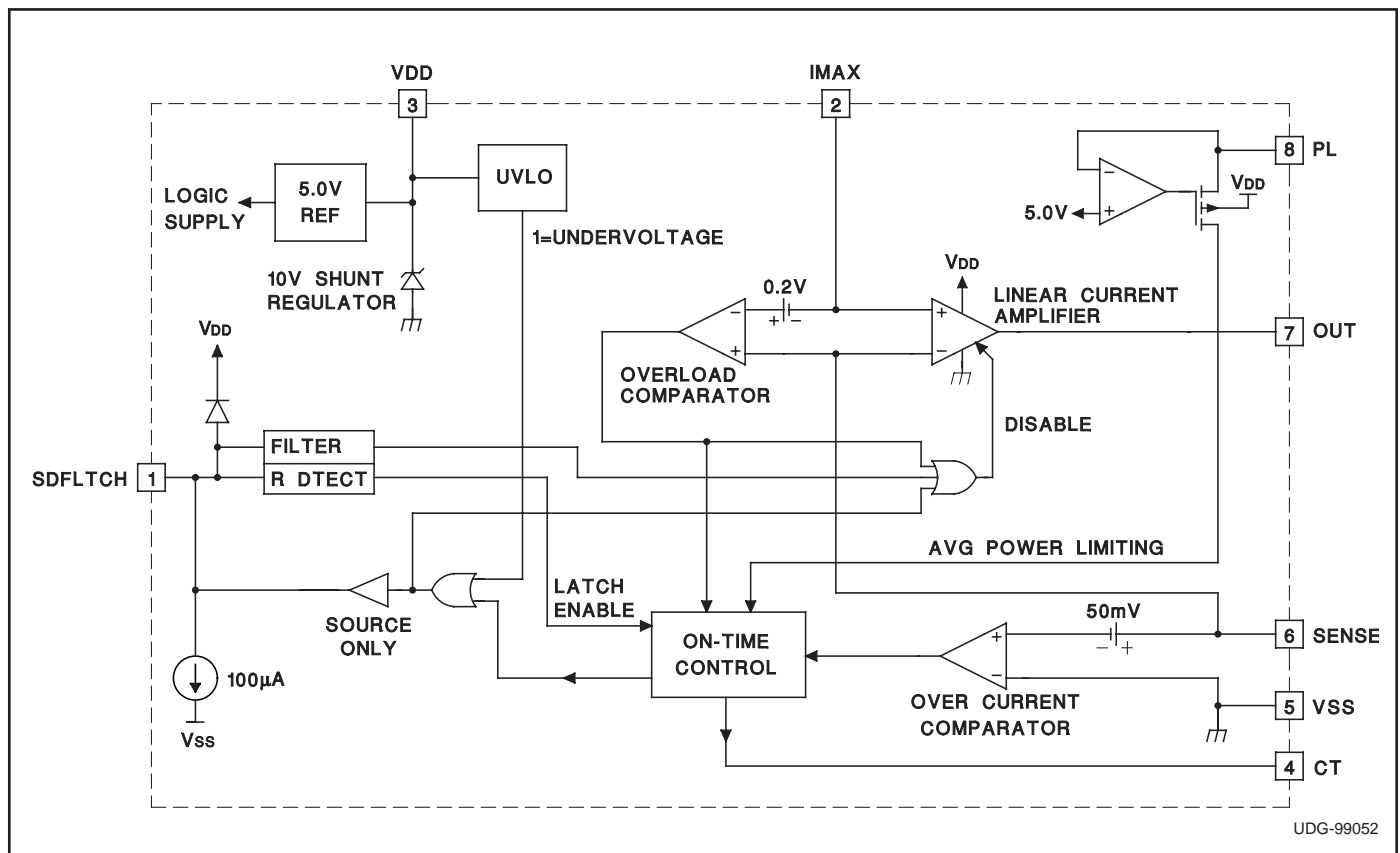 VDD
3
IMAX
2
8 PL
UVLO
LOGIC
SUPPLY
5.0V
REF
VDD
5.0V
-
+
1=UNDERVOLTAGE
10V SHUNT
REGULATOR
0.2V
+ -
VDD
LINEAR CURRENT
AMPLIFIER
-
+
+
-
7 OUT
VDD
OVERLOAD
COMPARATOR
DISABLE
FILTER
R DTECT
SDFLTCH 1
AVG POWER LIMITING
LATCH
ENABLE
SOURCE
ONLY
ON-TIME
CONTROL
50mV
- +
+
-
6 SENSE
100µA
VSS
OVER CURRENT
COMPARATOR
5 VSS
4 CT
UDG-99052